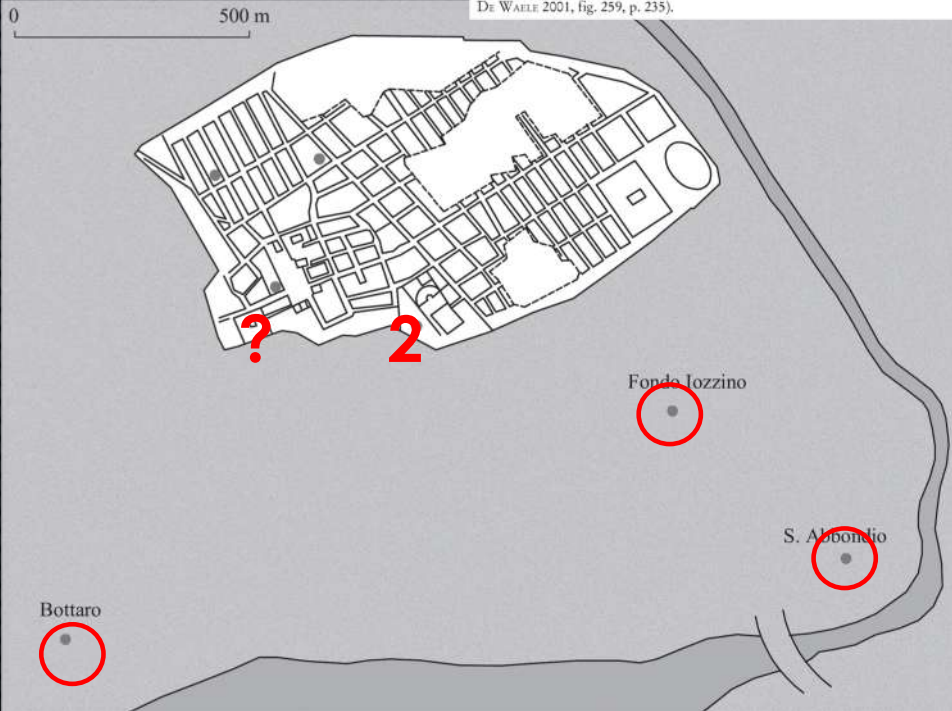 0 500 m
DE WAELE 2001, fig. 259, p. 235).
? 2
Fondo Iozzino
S. Abbondio
Bottaro